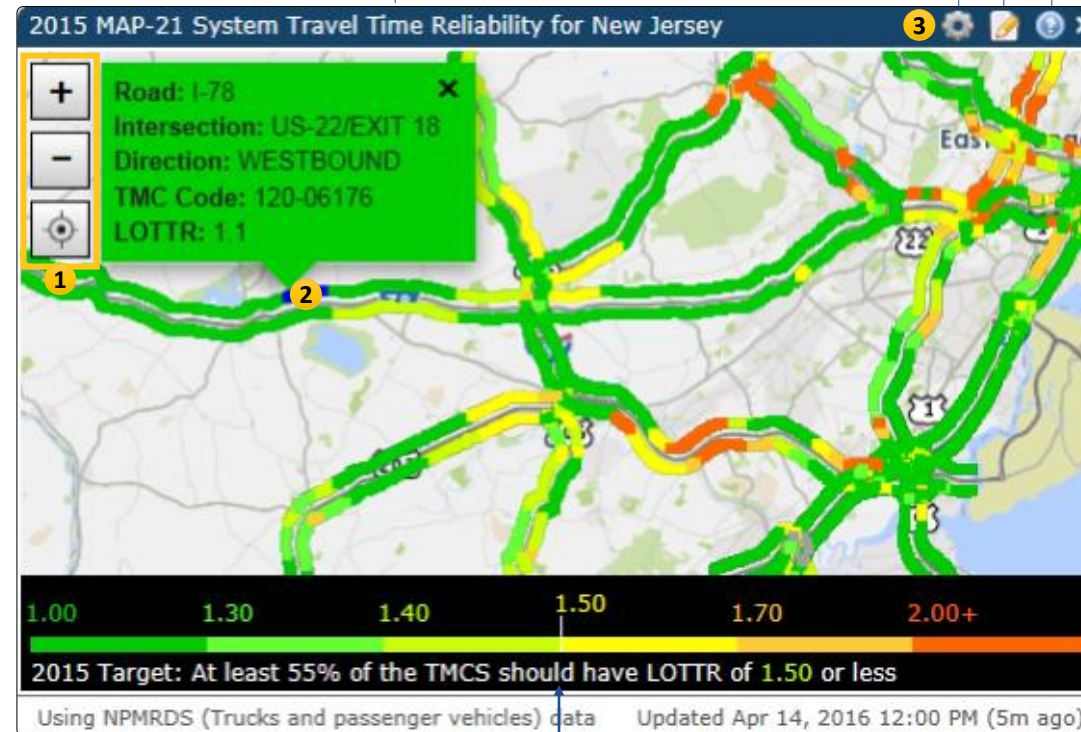 2015 MAP-21 System Travel Time Reliability for New Jersey
3
+
−
Road: I-78
Intersection: US-22/EXIT 18
Direction: WESTBOUND
TMC Code: 120-06176
LOTTR: 1.1
1
2
East
22
1
1.00 1.30 1.40 1.50 1.70 2.00+
2015 Target: At least 55% of the TMCS should have LOTTR of 1.50 or less
Using NPMRDS (Trucks and passenger vehicles) data Updated Apr 14, 2016 12:00 PM (5m ago)